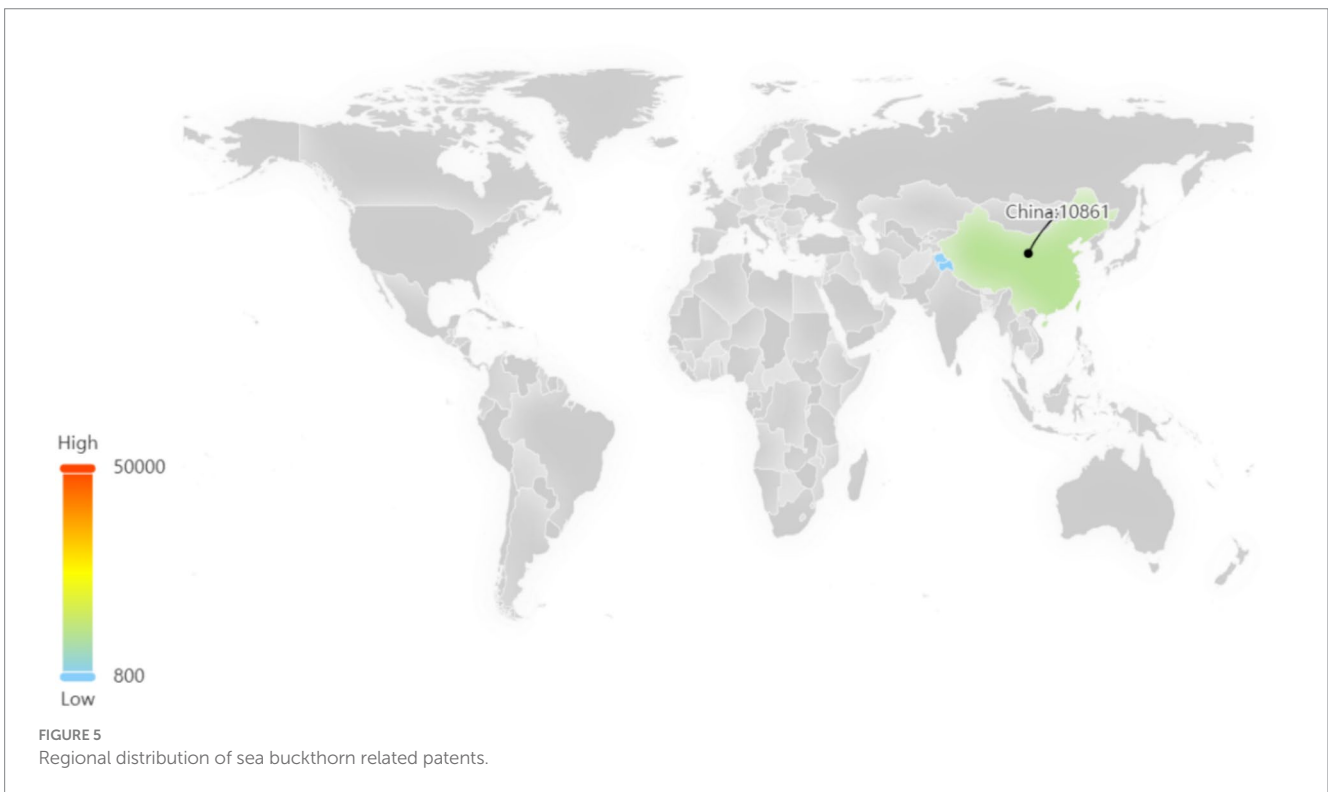 China:10861
High
50000
800
Low
FIGURE 5
Regional distribution of sea buckthorn related patents.